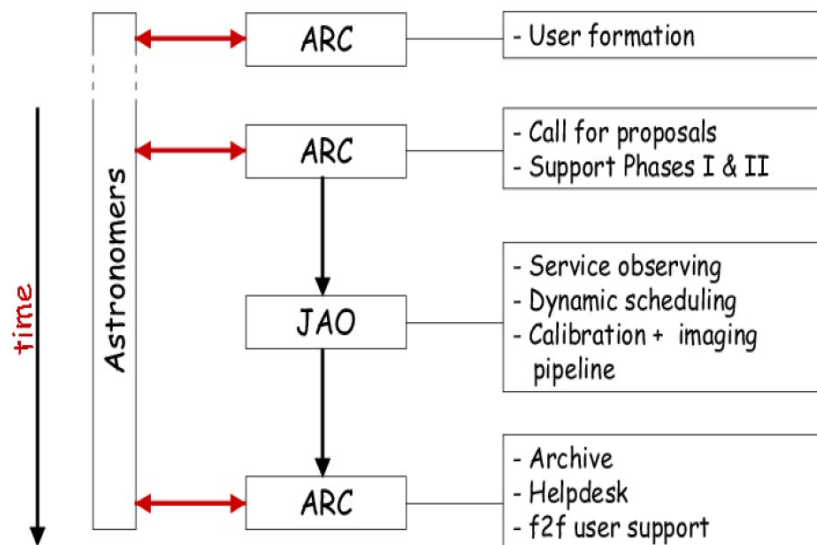 ARC
- User formation
ARC
- Call for proposals
- Support Phases I & II
Astronomers
time
JAO
- Service observing
- Dynamic scheduling
- Calibration + imaging
pipeline
ARC
- Archive
- Helpdesk
- f2f user support